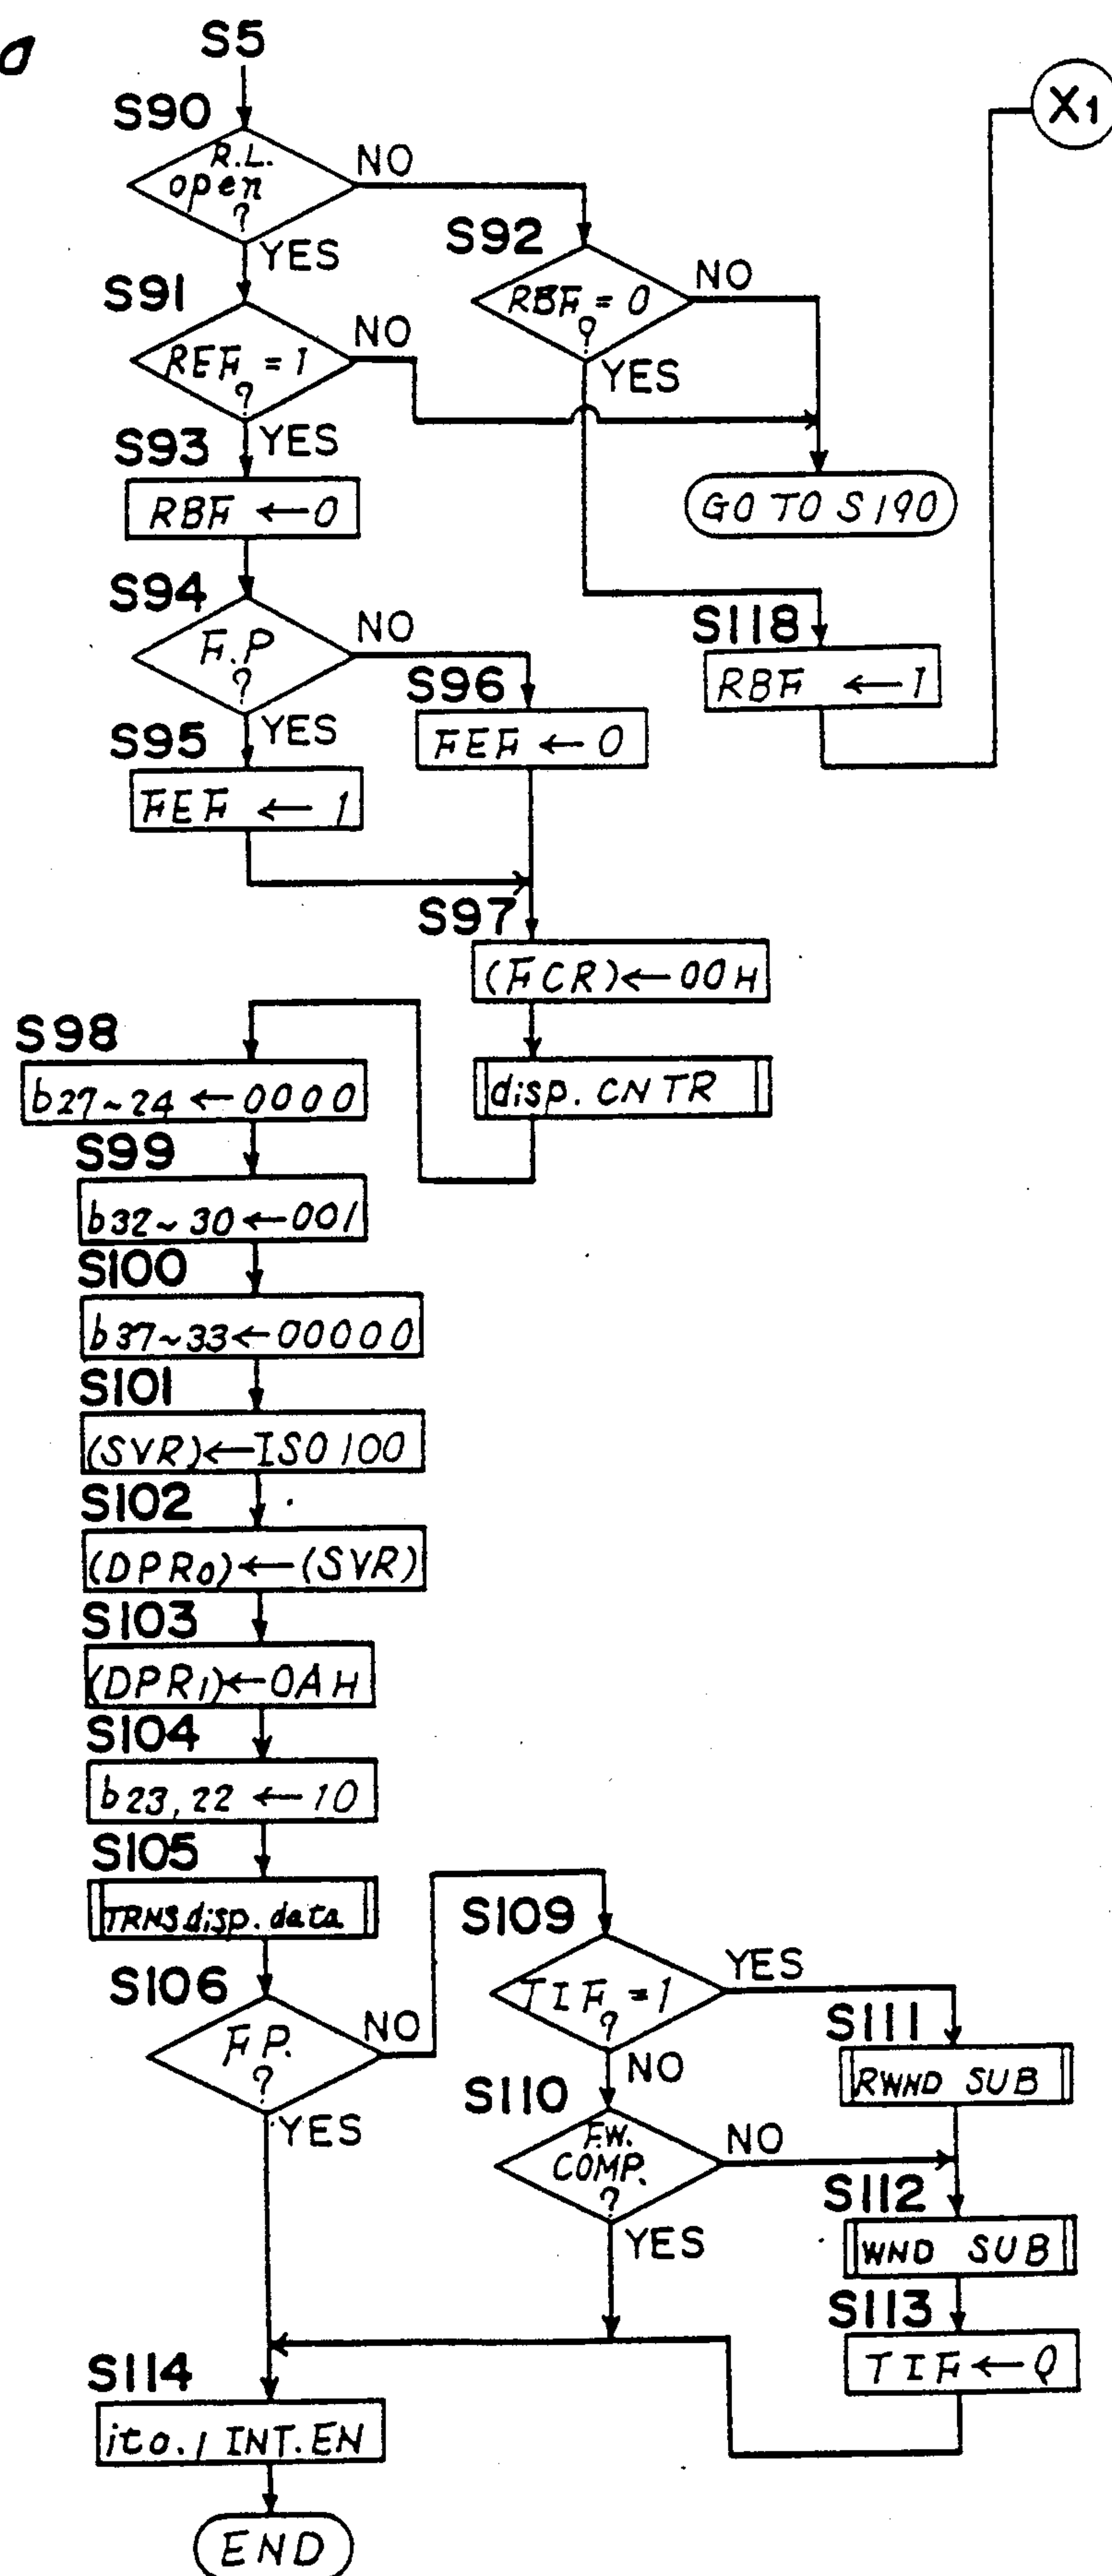 S5
X1
S90
R.L.
open
?
NO
YES
S92
RBF = 0
?
NO
YES
S91
REF = 1
?
NO
YES
GO TO S190
S93
RBF ← 0
S94
F.P
?
NO
YES
S118
RBF ← 1
S96
FEF ← 0
S95
FEF ← 1
S97
(FCR) ← 00H
disp. CNTR
S98
b27~24 ← 0000
S99
b32~30 ← 001
S100
b37~33 ← 00000
S101
(SVR) ← ISO 100
S102
(DPR0) ← (SVR)
S103
(DPR1) ← 0AH
S104
b23,22 ← 10
S105
TRNS disp. data
S106
F.P.
?
NO
YES
S109
TIF = 1
?
YES
NO
S111
RWND SUB
S110
F.W.
COMP.
?
NO
YES
S112
WND SUB
S113
TIF ← 0
S114
ito.1 INT.EN
END